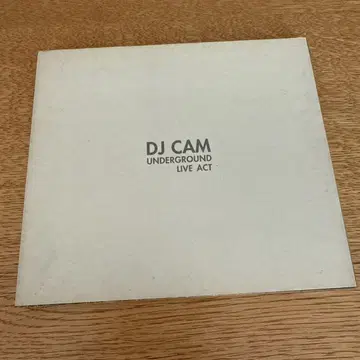 DJ CAM
UNDERGROUND
LIVE ACT